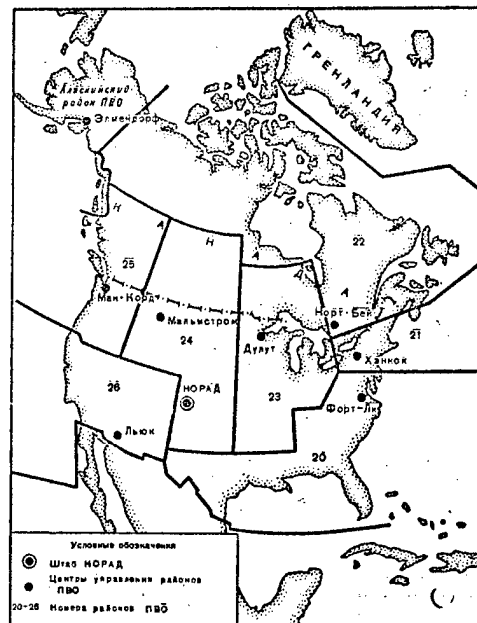 Аляскинский
район ПВО
Элмендорф
ГРЕНЛАНДИЯ
Н
А
Н
А
22
25
Мак-Корд
Мальмстром
24
А
Норт-Бей
21
Дулут
Ханкок
26
НОРАД
23
Форт-Ли
Льюк
20
Условные обозначения
Штаб НОРАД
Центры управления районов
ПВО
20-26 Номера районов ПВО